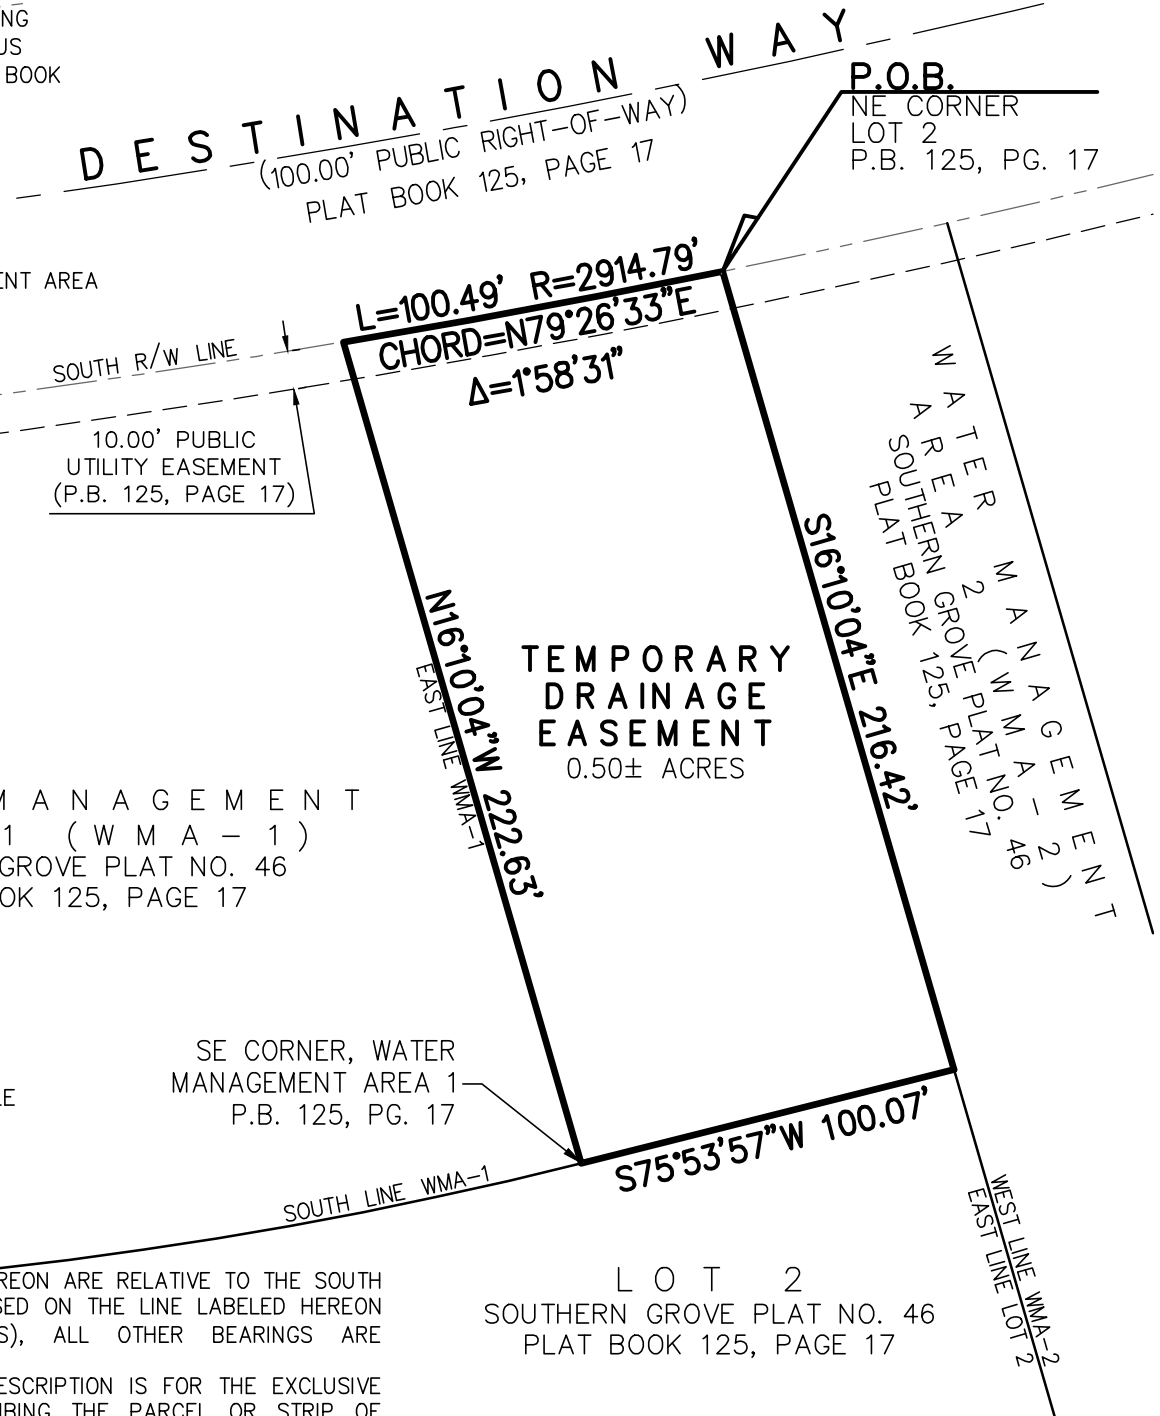 NG
US
BOOK
DESTINATION WAY
(100.00' PUBLIC RIGHT-OF-WAY)
PLAT BOOK 125, PAGE 17
P.O.B.
NE CORNER
LOT 2
P.B. 125, PG. 17
ENT AREA
L=100.49' R=2914.79'
CHORD=N79°26'33"E
Δ=1°58'31"
SOUTH R/W LINE
10.00' PUBLIC
UTILITY EASEMENT
(P.B. 125, PAGE 17)
WATER MANAGEMENT
AREA 2 (WMA-2)
SOUTHERN GROVE PLAT NO. 46
PLAT BOOK 125, PAGE 17
S16°10'04"E 216.42'
N16°10'04"W 222.63'
EAST LINE WMA-1
TEMPORARY
DRAINAGE
EASEMENT
0.50± ACRES
MANAGEMENT
1 (WMA-1)
GROVE PLAT NO. 46
OK 125, PAGE 17
SE CORNER, WATER
MANAGEMENT AREA 1
P.B. 125, PG. 17
LE
S75°53'57"W 100.07'
SOUTH LINE WMA-1
WEST LINE WMA-2
EAST LINE LOT 2
LOT 2
SOUTHERN GROVE PLAT NO. 46
PLAT BOOK 125, PAGE 17
REON ARE RELATIVE TO THE SOUTH
SED ON THE LINE LABELED HEREON
S), ALL OTHER BEARINGS ARE
ESCRIPTION IS FOR THE EXCLUSIVE
IBING THE PARCEL OR STRIP OF